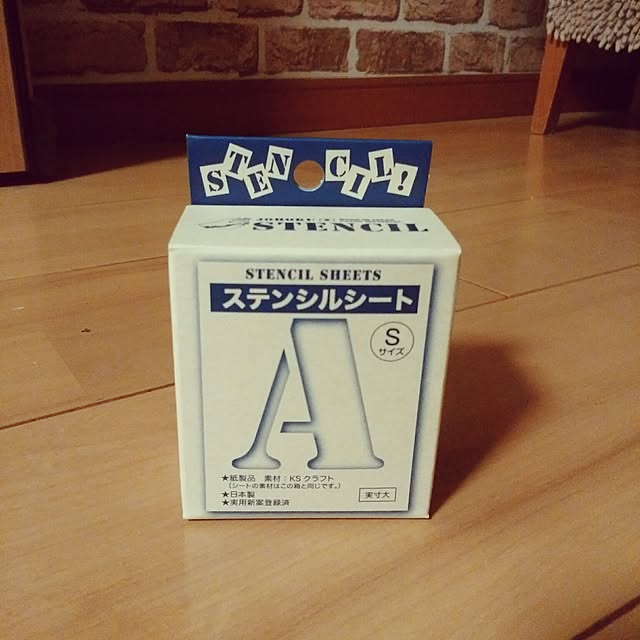 STENCIL!
STENCIL
STENCIL SHEETS
ステンシルシート
A
S
サイズ
★紙製品 素材:KSクラフト
(シートの素材はこの箱と同じです。)
★日本製
★実用新案登録済
実寸大